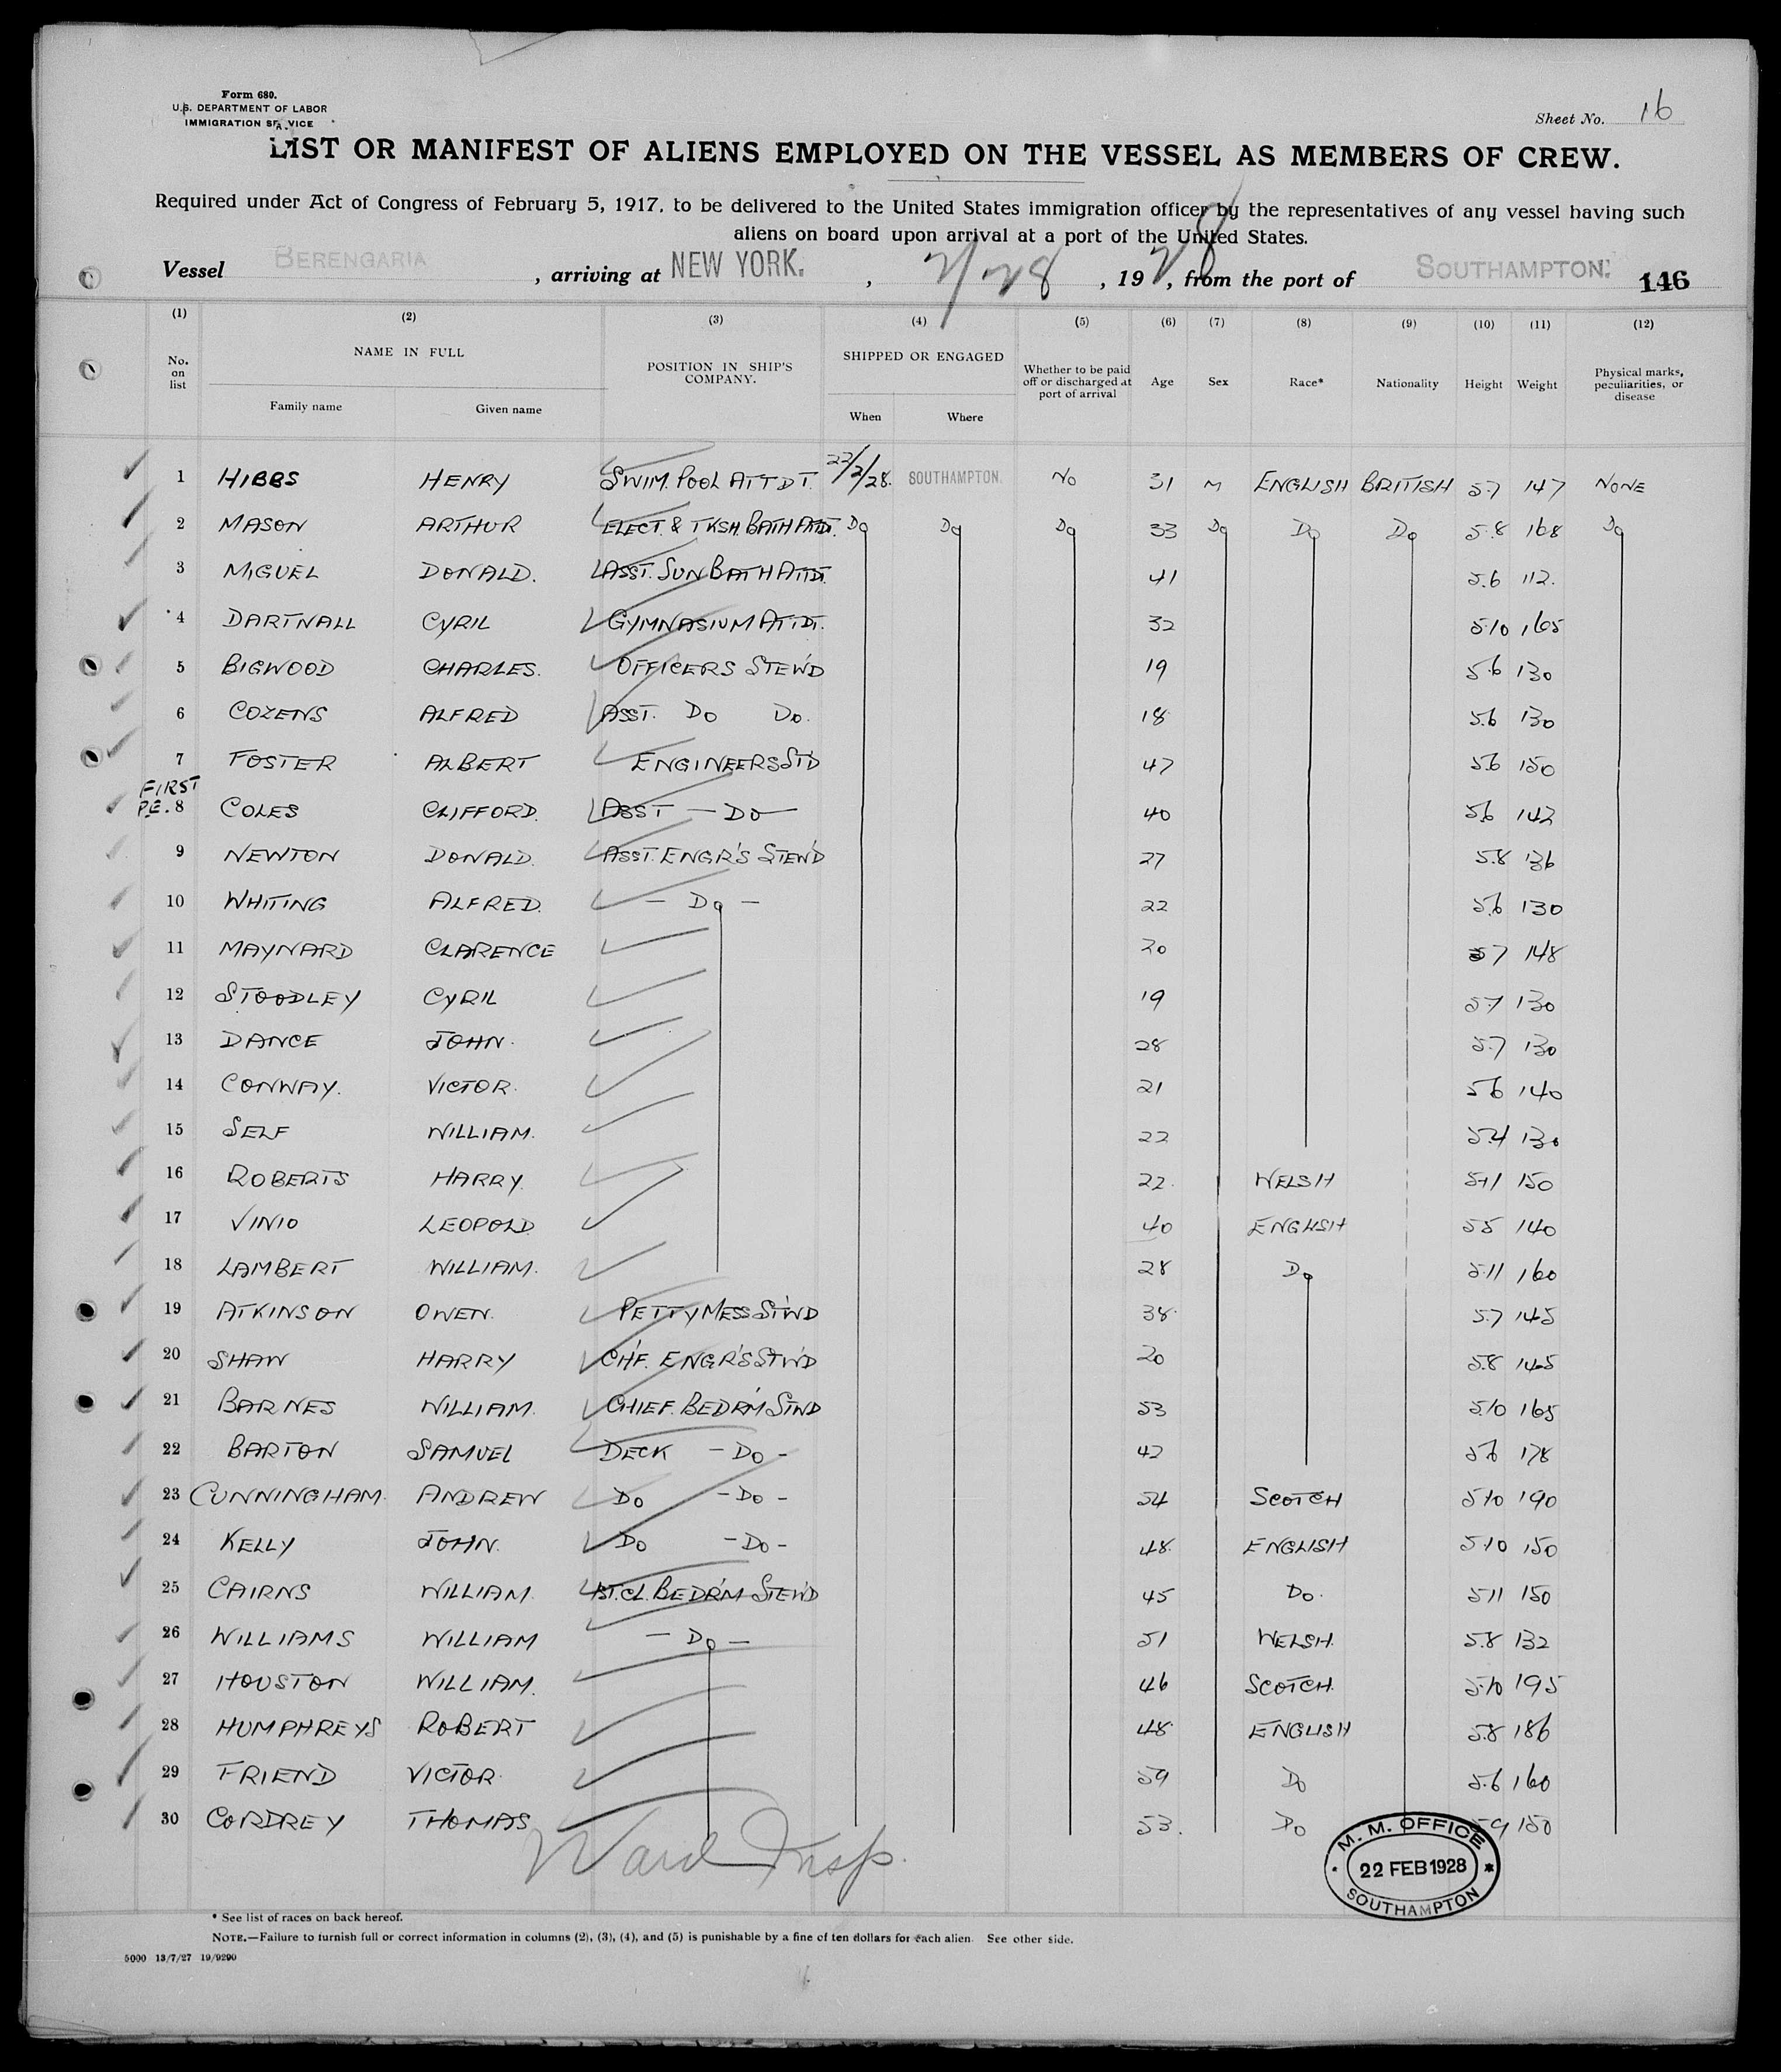 Form 680.
U.S. DEPARTMENT OF LABOR
IMMIGRATION SERVICE
Sheet No. 16
LIST OR MANIFEST OF ALIENS EMPLOYED ON THE VESSEL AS MEMBERS OF CREW.
Required under Act of Congress of February 5, 1917, to be delivered to the United States immigration officer by the representatives of any vessel having such
aliens on board upon arrival at a port of the United States.
Vessel BERENGARIA, arriving at NEW YORK., 2/28, 1928, from the port of SOUTHAMPTON. 146
(1) (2) (3) (4) (5) (6) (7) (8) (9) (10) (11) (12)
No. on list NAME IN FULL Family name Given name POSITION IN SHIP'S COMPANY. SHIPPED OR ENGAGED When Where Whether to be paid off or discharged at port of arrival Age Sex Race* Nationality Height Weight Physical marks, peculiarities, or disease
1 HIBBS HENRY SWIM. POOL ATTDT. 22/2/28. SOUTHAMPTON. NO 31 M ENGLISH BRITISH 5.7 147 NONE
2 MASON ARTHUR ELECT. & TKSH. BATH ATTDT. DO DO DO 33 DO DO DO 5.8 168 DO
3 MIGUEL DONALD. ASST. SUN BATH ATTDT. 41 5.6 112.
4 DARTNALL CYRIL GYMNASIUM ATTDT. 32 5.10 165
5 BIGWOOD CHARLES. OFFICERS STEW'D 19 5.6 130
6 COZENS ALFRED ASST. DO DO. 18 5.6 130
7 FOSTER ALBERT ENGINEERS ST'D 47 5.6 150
FIRST
P.E. 8 COLES CLIFFORD. ASST - DO - 40 5.6 142
9 NEWTON DONALD. ASST. ENGR'S STEW'D 27 5.8 136
10 WHITING ALFRED. - DO - 22 5.6 130
11 MAYNARD CLARENCE 20 5.7 148
12 STOODLEY CYRIL 19 5.7 130
13 DANCE JOHN. 28 5.7 130
14 CONWAY. VICTOR. 21 5.6 140
15 SELF WILLIAM. 22 5.4 130
16 ROBERTS HARRY. 22. WELSH 5.11 150
17 VINIO LEOPOLD. 40 ENGLISH 5.5 140
18 LAMBERT WILLIAM. 28 DO 5.11 160
19 ATKINSON OWEN. PETTY MESS ST'WD 38. 5.7 145
20 SHAW HARRY CH'F. ENGR'S ST'WD 20 5.8 145
21 BARNES WILLIAM. CHIEF. BEDR'M STWD 53 5.10 165
22 BARTON SAMUEL DECK - DO - 42 5.6 178
23 CUNNINGHAM. ANDREW DO - DO - 54 SCOTCH 5.10 190
24 KELLY JOHN. DO - DO - 48. ENGLISH 5.10 150
25 CAIRNS WILLIAM. 1ST. CL. BEDR'M STEW'D 45 DO. 5.11 150
26 WILLIAMS WILLIAM - DO - 51 WELSH. 5.8 132
27 HOUSTON WILLIAM. 46 SCOTCH. 5.10 195
28 HUMPHREYS ROBERT 48. ENGLISH 5.8 186
29 FRIEND VICTOR. 59 DO 5.6 160
30 CORDREY THOMAS 53. DO 5.9 150
Ward Insp.
M. M. OFFICE
22 FEB 1928
SOUTHAMPTON
* See list of races on back hereof.
NOTE.—Failure to furnish full or correct information in columns (2), (3), (4), and (5) is punishable by a fine of ten dollars for each alien. See other side.
5000 13/7/27 19/9290